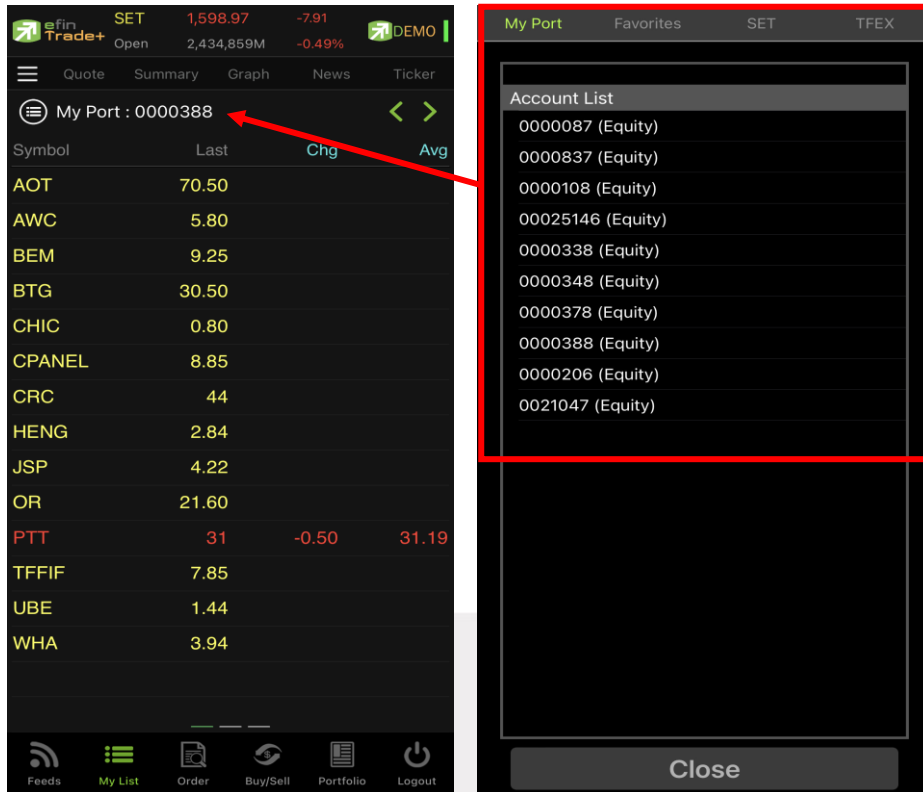 efin Trade+ SET 1,598.97 -7.91 DEMO
Open 2,434,859M -0.49%
Quote Summary Graph News Ticker
My Port : 0000388 < >
Symbol Last Chg Avg
AOT 70.50
AWC 5.80
BEM 9.25
BTG 30.50
CHIC 0.80
CPANEL 8.85
CRC 44
HENG 2.84
JSP 4.22
OR 21.60
PTT 31 -0.50 31.19
TFFIF 7.85
UBE 1.44
WHA 3.94
Feeds My List Order Buy/Sell Portfolio Logout
My Port Favorites SET TFEX
Account List
0000087 (Equity)
0000837 (Equity)
0000108 (Equity)
00025146 (Equity)
0000338 (Equity)
0000348 (Equity)
0000378 (Equity)
0000388 (Equity)
0000206 (Equity)
0021047 (Equity)
Close